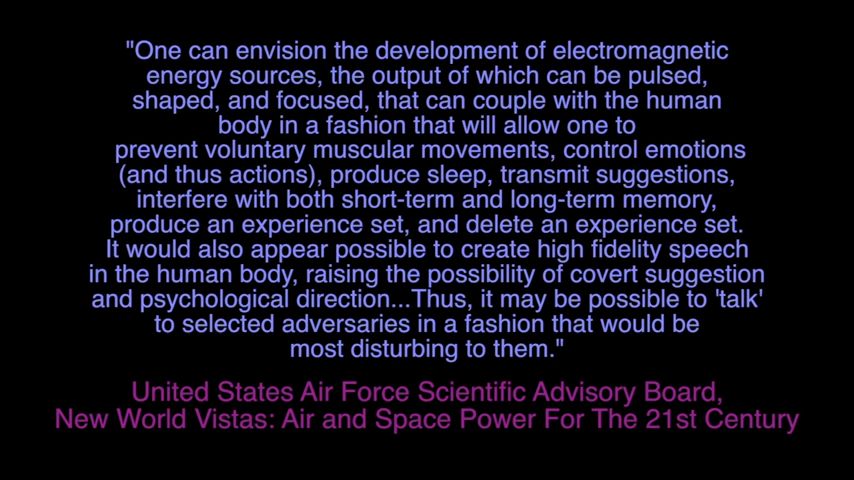 "One can envision the development of electromagnetic
energy sources, the output of which can be pulsed,
shaped, and focused, that can couple with the human
body in a fashion that will allow one to
prevent voluntary muscular movements, control emotions
(and thus actions), produce sleep, transmit suggestions,
interfere with both short-term and long-term memory,
produce an experience set, and delete an experience set.
It would also appear possible to create high fidelity speech
in the human body, raising the possibility of covert suggestion
and psychological direction...Thus, it may be possible to 'talk'
to selected adversaries in a fashion that would be
most disturbing to them."
United States Air Force Scientific Advisory Board,
New World Vistas: Air and Space Power For The 21st Century